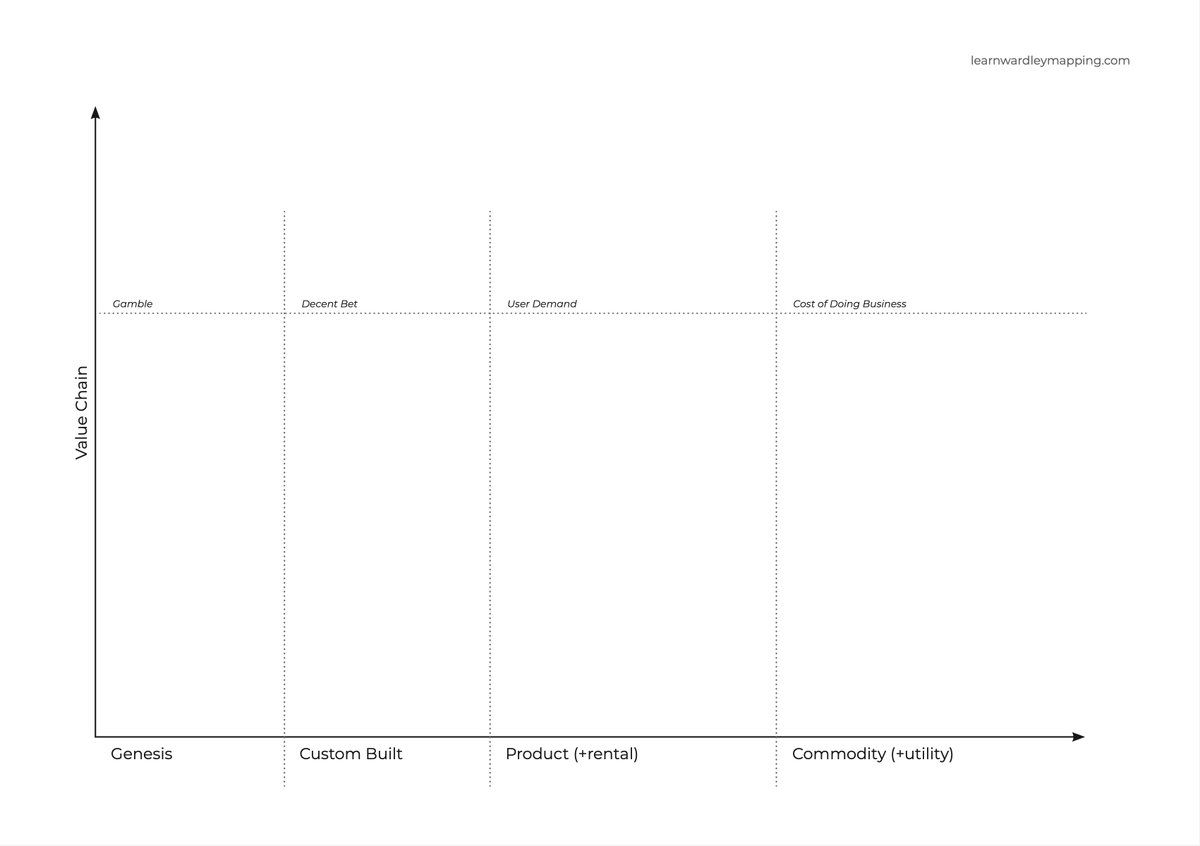 learnwardleymapping.com
Gamble
Decent Bet
User Demand
Cost of Doing Business
Value Chain
Genesis
Custom Built
Product (+rental)
Commodity (+utility)